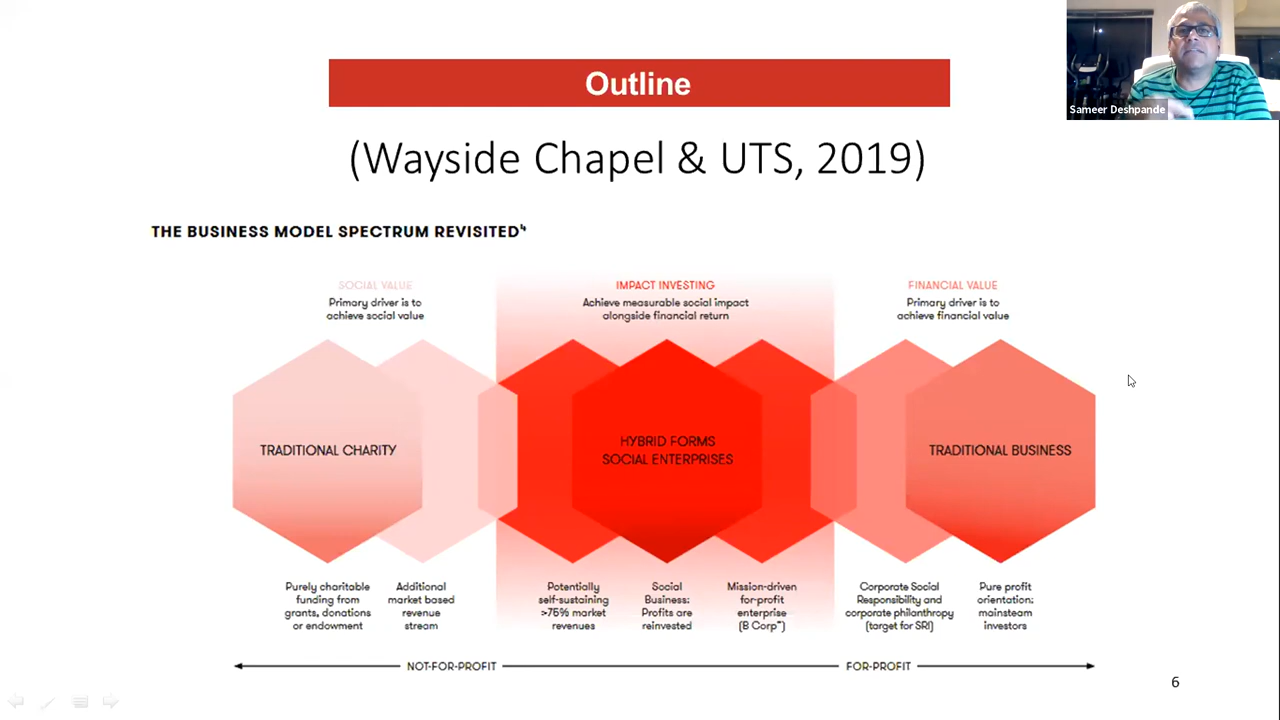 Outline
Sameer Deshpande
(Wayside Chapel & UTS, 2019)
THE BUSINESS MODEL SPECTRUM REVISITED⁴
SOCIAL VALUE
Primary driver is to
achieve social value
IMPACT INVESTING
Achieve measurable social impact
alongside financial return
FINANCIAL VALUE
Primary driver is to
achieve financial value
TRADITIONAL CHARITY
HYBRID FORMS
SOCIAL ENTERPRISES
TRADITIONAL BUSINESS
Purely charitable
funding from
grants, donations
or endowment
Additional
market based
revenue
stream
Potentially
self-sustaining
>75% market
revenues
Social
Business:
Profits are
reinvested
Mission-driven
for-profit
enterprise
(B Corp™)
Corporate Social
Responsibility and
corporate philanthropy
(target for SRI)
Pure profit
orientation:
mainsteam
investors
NOT-FOR-PROFIT
FOR-PROFIT
6